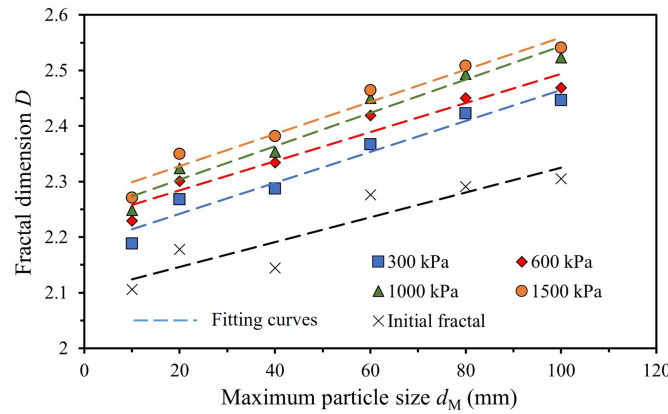 2.6
2.5
2.4
2.3
2.2
2.1
2
Fractal dimension D
300 kPa
600 kPa
1000 kPa
1500 kPa
Fitting curves
Initial fractal
0
20
40
60
80
100
120
Maximum particle size dM (mm)